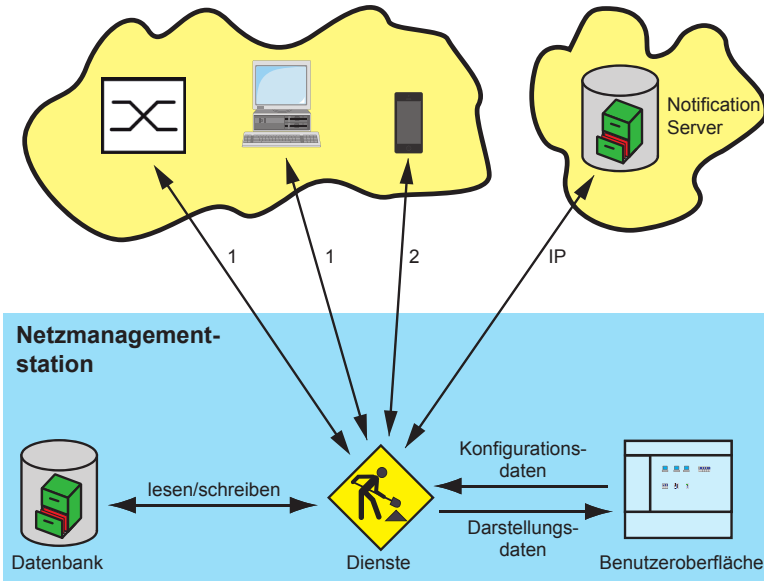 Notification
Server
1
1
2
IP
Netzmanagement-
station
Konfigurations-
daten
lesen/schreiben
Darstellungs-
daten
Datenbank
Dienste
Benutzeroberfläche